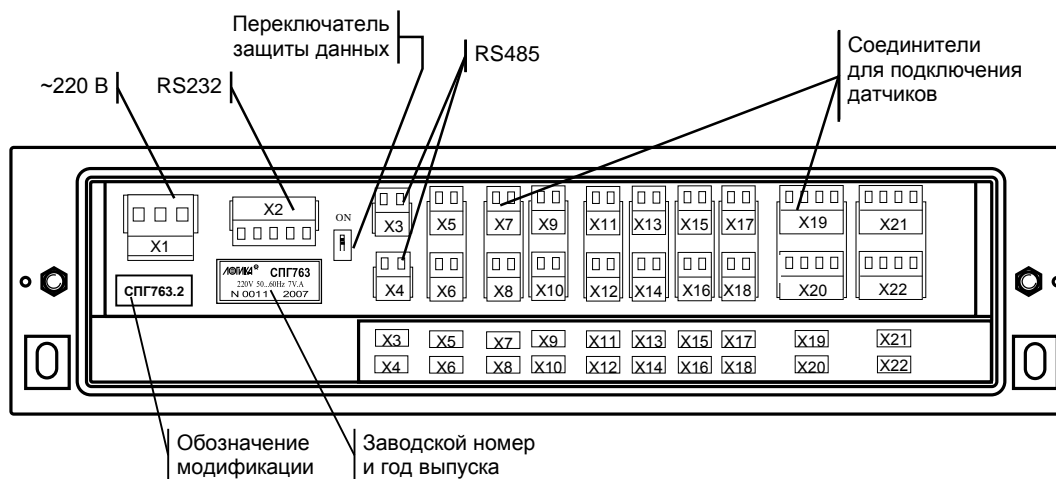 Переключатель
защиты данных
RS485
Соединители
для подключения
датчиков
~220 В
RS232
X1
X2
ON
X3
X5
X7
X9
X11
X13
X15
X17
X19
X21
СПГ763.2
ЛОГИКА® СПГ763
220V 50...60Hz 7V.A
N 0011 2007
X4
X6
X8
X10
X12
X14
X16
X18
X20
X22
X3
X5
X7
X9
X11
X13
X15
X17
X19
X21
X4
X6
X8
X10
X12
X14
X16
X18
X20
X22
Обозначение
модификации
Заводской номер
и год выпуска